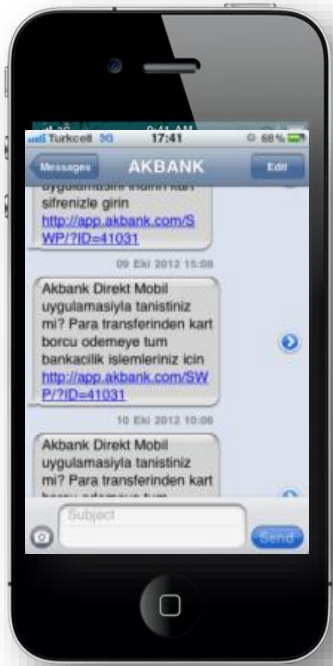 Turkcell 3G 17:41 68%
Messages AKBANK Edit
uygulamasini indirin kart
sifrenizle girin
http://app.akbank.com/S
WP/?ID=41031
09 Eki 2012 15:08
Akbank Direkt Mobil
uygulamasiyla tanistiniz
mi? Para transferinden kart
borcu odemeye tum
bankacilik islemleriniz icin
http://app.akbank.com/SW
P/?ID=41031
10 Eki 2012 10:06
Akbank Direkt Mobil
uygulamasiyla tanistiniz
mi? Para transferinden kart
borcu odemeye tum
Subject
Send